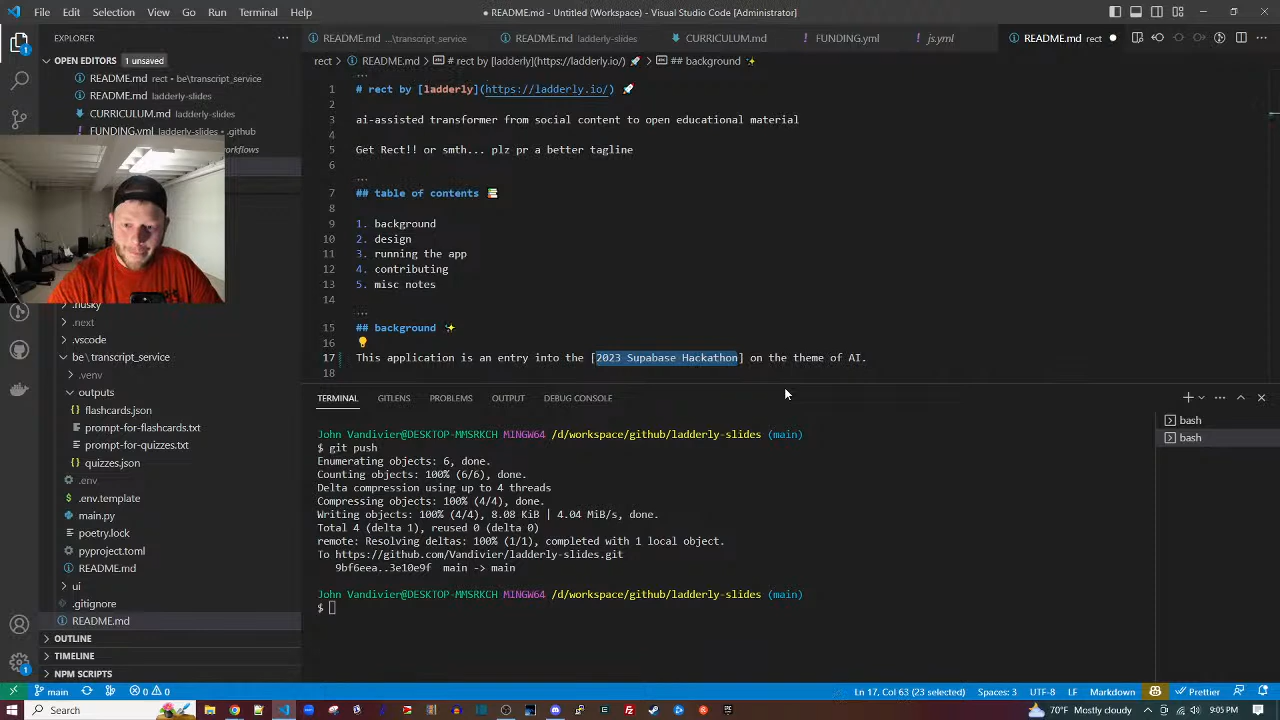 File Edit Selection View Go Run Terminal Help
README.md - Untitled (Workspace) - Visual Studio Code [Administrator]
EXPLORER
OPEN EDITORS 1 unsaved
README.md rect • be\transcript_service
README.md ladderly-slides
CURRICULUM.md ladderly-slides
FUNDING.yml ladderly-slides • .github
workflows
.husky
.next
.vscode
be\transcript_service
.venv
outputs
flashcards.json
prompt-for-flashcards.txt
prompt-for-quizzes.txt
quizzes.json
.env
.env.template
main.py
poetry.lock
pyproject.toml
README.md
ui
.gitignore
README.md
OUTLINE
TIMELINE
NPM SCRIPTS
README.md ...\transcript_service
README.md ladderly-slides
CURRICULUM.md
FUNDING.yml
js.yml
README.md rect
rect > README.md > # rect by [ladderly](https://ladderly.io/) 🚀 > ## background ✨
1 # rect by [ladderly](https://ladderly.io/) 🚀
2
3 ai-assisted transformer from social content to open educational material
4
5 Get Rect!! or smth... plz pr a better tagline
6
7 ## table of contents 📚
8
9 1. background
10 2. design
11 3. running the app
12 4. contributing
13 5. misc notes
14
15 ## background ✨
16
17 This application is an entry into the [2023 Supabase Hackathon] on the theme of AI.
18
TERMINAL GITLENS PROBLEMS OUTPUT DEBUG CONSOLE
bash
bash
John Vandivier@DESKTOP-MMSRKCH MINGW64 /d/workspace/github/ladderly-slides (main)
$ git push
Enumerating objects: 6, done.
Counting objects: 100% (6/6), done.
Delta compression using up to 4 threads
Compressing objects: 100% (4/4), done.
Writing objects: 100% (4/4), 8.08 KiB | 4.04 MiB/s, done.
Total 4 (delta 1), reused 0 (delta 0)
remote: Resolving deltas: 100% (1/1), completed with 1 local object.
To https://github.com/Vandivier/ladderly-slides.git
9bf6eea..3e10e9f main -> main
John Vandivier@DESKTOP-MMSRKCH MINGW64 /d/workspace/github/ladderly-slides (main)
$
main 0 0 Ln 17, Col 63 (23 selected) Spaces: 3 UTF-8 LF Markdown Prettier
Search 70°F Mostly cloudy 9:05 PM